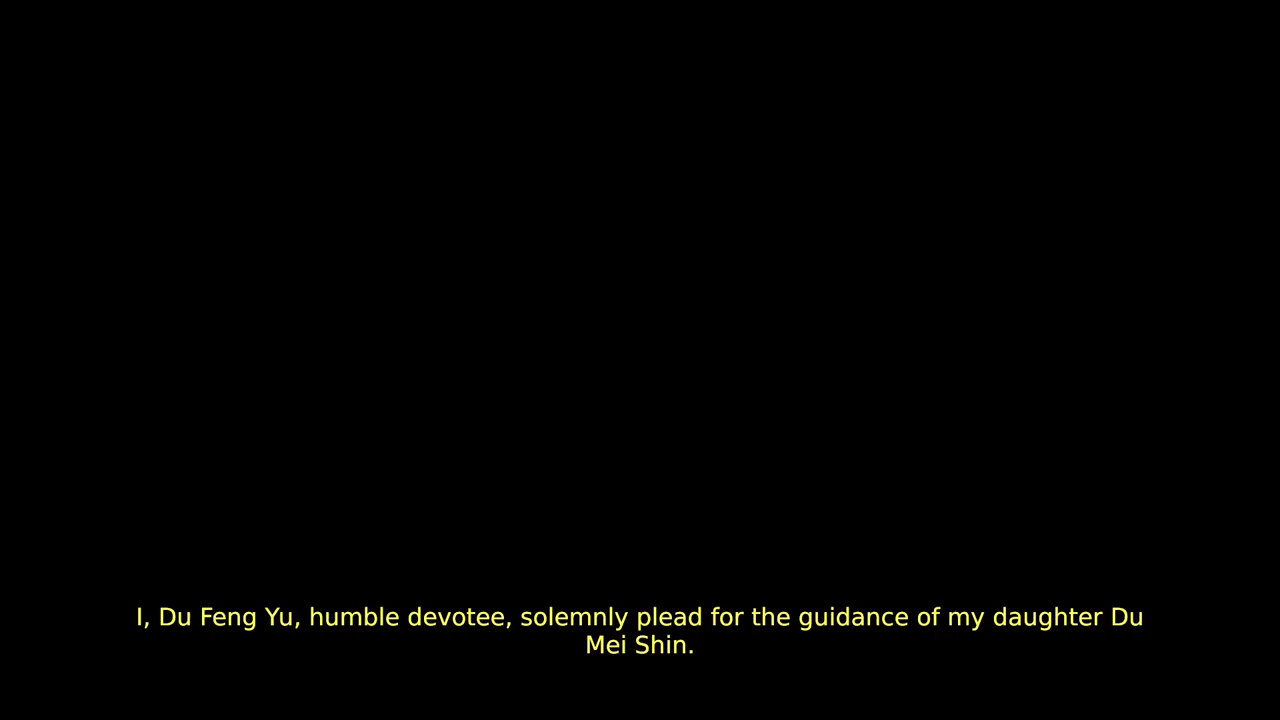 I, Du Feng Yu, humble devotee, solemnly plead for the guidance of my daughter Du
Mei Shin.